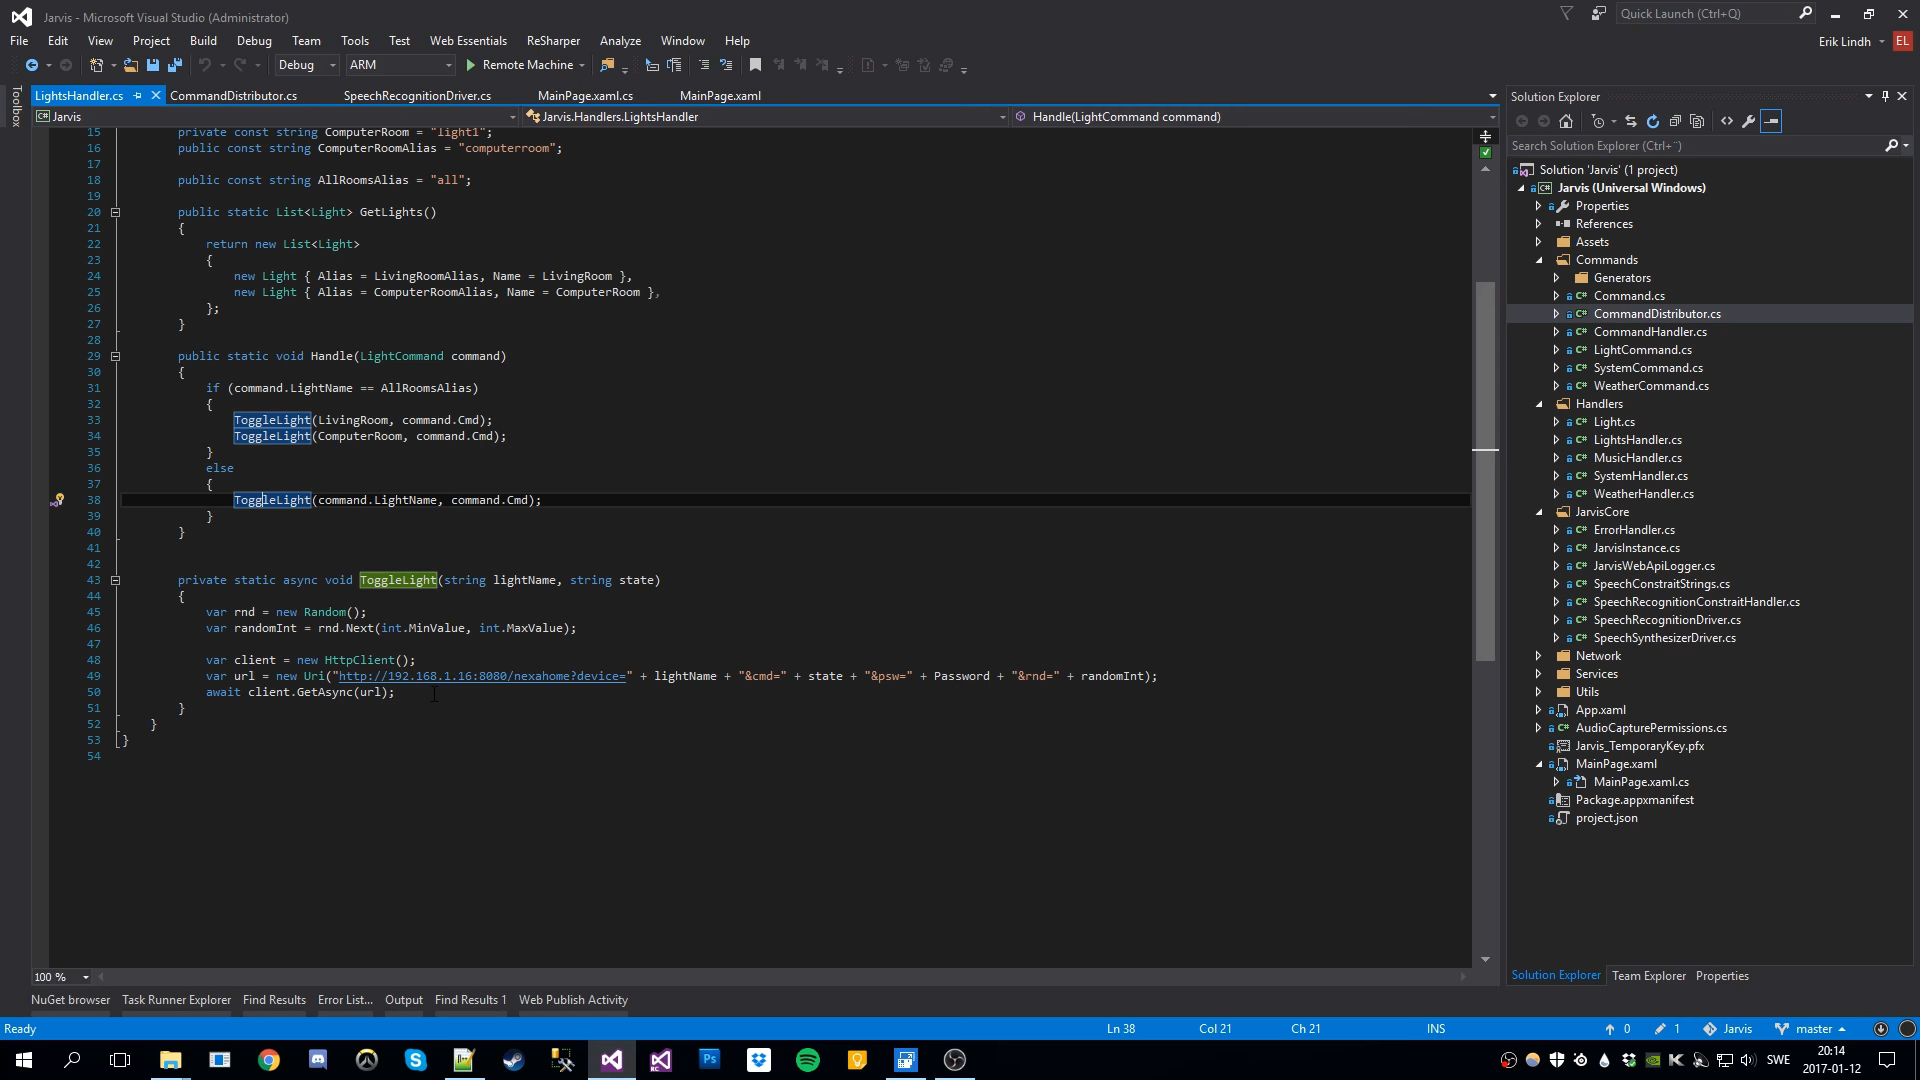 Jarvis - Microsoft Visual Studio (Administrator)
Quick Launch (Ctrl+Q)
File Edit View Project Build Debug Team Tools Test Web Essentials ReSharper Analyze Window Help
Erik Lindh EL
Debug ARM Remote Machine
Toolbox
LightsHandler.cs CommandDistributor.cs SpeechRecognitionDriver.cs MainPage.xaml.cs MainPage.xaml
Jarvis Jarvis.Handlers.LightsHandler Handle(LightCommand command)
15 private const string ComputerRoom = "light1";
16 public const string ComputerRoomAlias = "computerroom";
17
18 public const string AllRoomsAlias = "all";
19
20 public static List<Light> GetLights()
21 {
22 return new List<Light>
23 {
24 new Light { Alias = LivingRoomAlias, Name = LivingRoom },
25 new Light { Alias = ComputerRoomAlias, Name = ComputerRoom },
26 };
27 }
28
29 public static void Handle(LightCommand command)
30 {
31 if (command.LightName == AllRoomsAlias)
32 {
33 ToggleLight(LivingRoom, command.Cmd);
34 ToggleLight(ComputerRoom, command.Cmd);
35 }
36 else
37 {
38 ToggleLight(command.LightName, command.Cmd);
39 }
40 }
41
42
43 private static async void ToggleLight(string lightName, string state)
44 {
45 var rnd = new Random();
46 var randomInt = rnd.Next(int.MinValue, int.MaxValue);
47
48 var client = new HttpClient();
49 var url = new Uri("http://192.168.1.16:8080/nexahome?device=" + lightName + "&cmd=" + state + "&psw=" + Password + "&rnd=" + randomInt);
50 await client.GetAsync(url);
51 }
52 }
53 }
54
100 %
Solution Explorer
Search Solution Explorer (Ctrl+¨)
Solution 'Jarvis' (1 project)
C# Jarvis (Universal Windows)
Properties
References
Assets
Commands
Generators
C# Command.cs
C# CommandDistributor.cs
C# CommandHandler.cs
C# LightCommand.cs
C# SystemCommand.cs
C# WeatherCommand.cs
Handlers
C# Light.cs
C# LightsHandler.cs
C# MusicHandler.cs
C# SystemHandler.cs
C# WeatherHandler.cs
JarvisCore
C# ErrorHandler.cs
C# JarvisInstance.cs
C# JarvisWebApiLogger.cs
C# SpeechConstraitStrings.cs
C# SpeechRecognitionConstraitHandler.cs
C# SpeechRecognitionDriver.cs
C# SpeechSynthesizerDriver.cs
Network
Services
Utils
App.xaml
C# AudioCapturePermissions.cs
Jarvis_TemporaryKey.pfx
MainPage.xaml
MainPage.xaml.cs
Package.appxmanifest
project.json
Solution Explorer Team Explorer Properties
NuGet browser Task Runner Explorer Find Results Error List... Output Find Results 1 Web Publish Activity
Ready Ln 38 Col 21 Ch 21 INS 0 1 Jarvis master
Ps SWE 20:14
2017-01-12